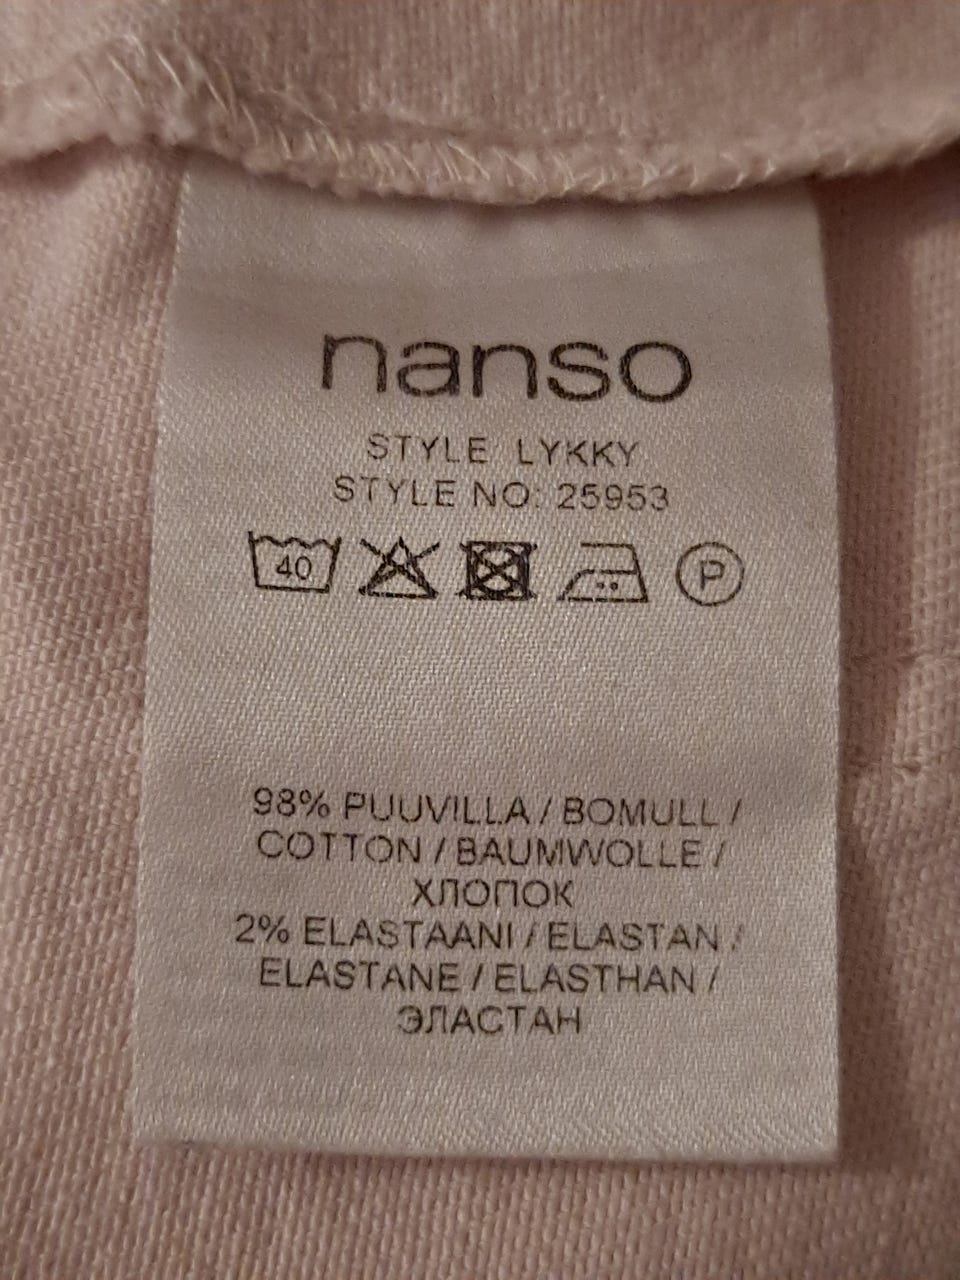 nanso
STYLE LYKKY
STYLE NO: 25953
40 P
98% PUUVILLA / BOMULL /
COTTON / BAUMWOLLE /
ХЛОПОК
2% ELASTAANI / ELASTAN /
ELASTANE / ELASTHAN /
ЭЛАСТАН